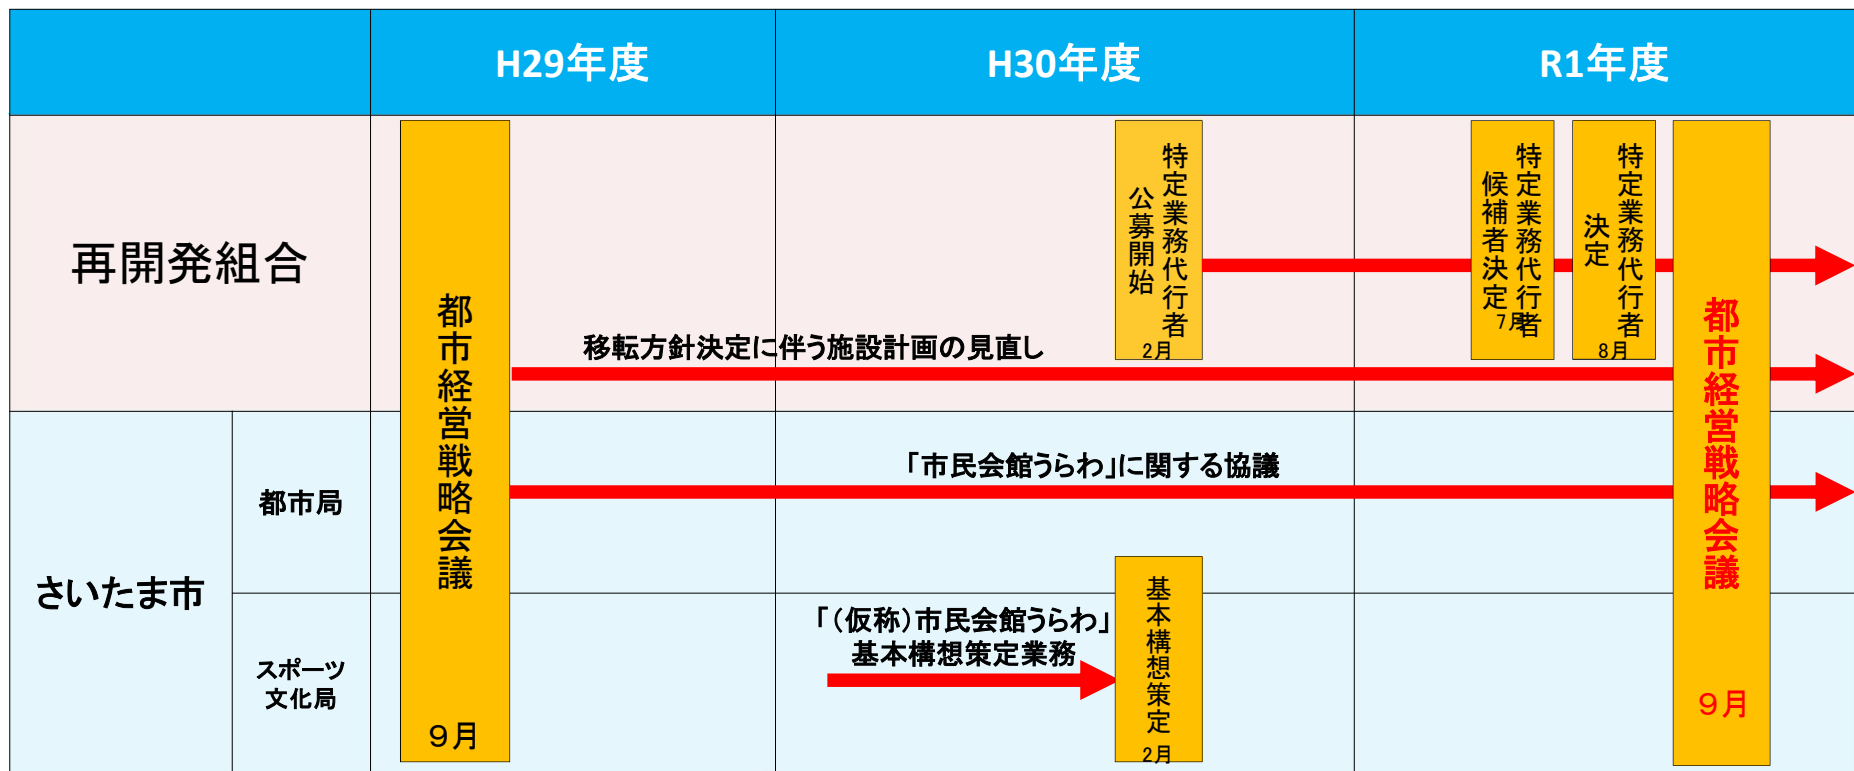 H29年度
H30年度
R1年度
再開発組合
都市経営戦略会議
9月
特定業務代行者
公募開始
2月
特定業務代行者
候補者決定
7月
特定業務代行者
決定
8月
都市経営戦略会議
9月
移転方針決定に伴う施設計画の見直し
さいたま市
都市局
「市民会館うらわ」に関する協議
スポーツ
文化局
「(仮称)市民会館うらわ」
基本構想策定業務
基本構想策定
2月